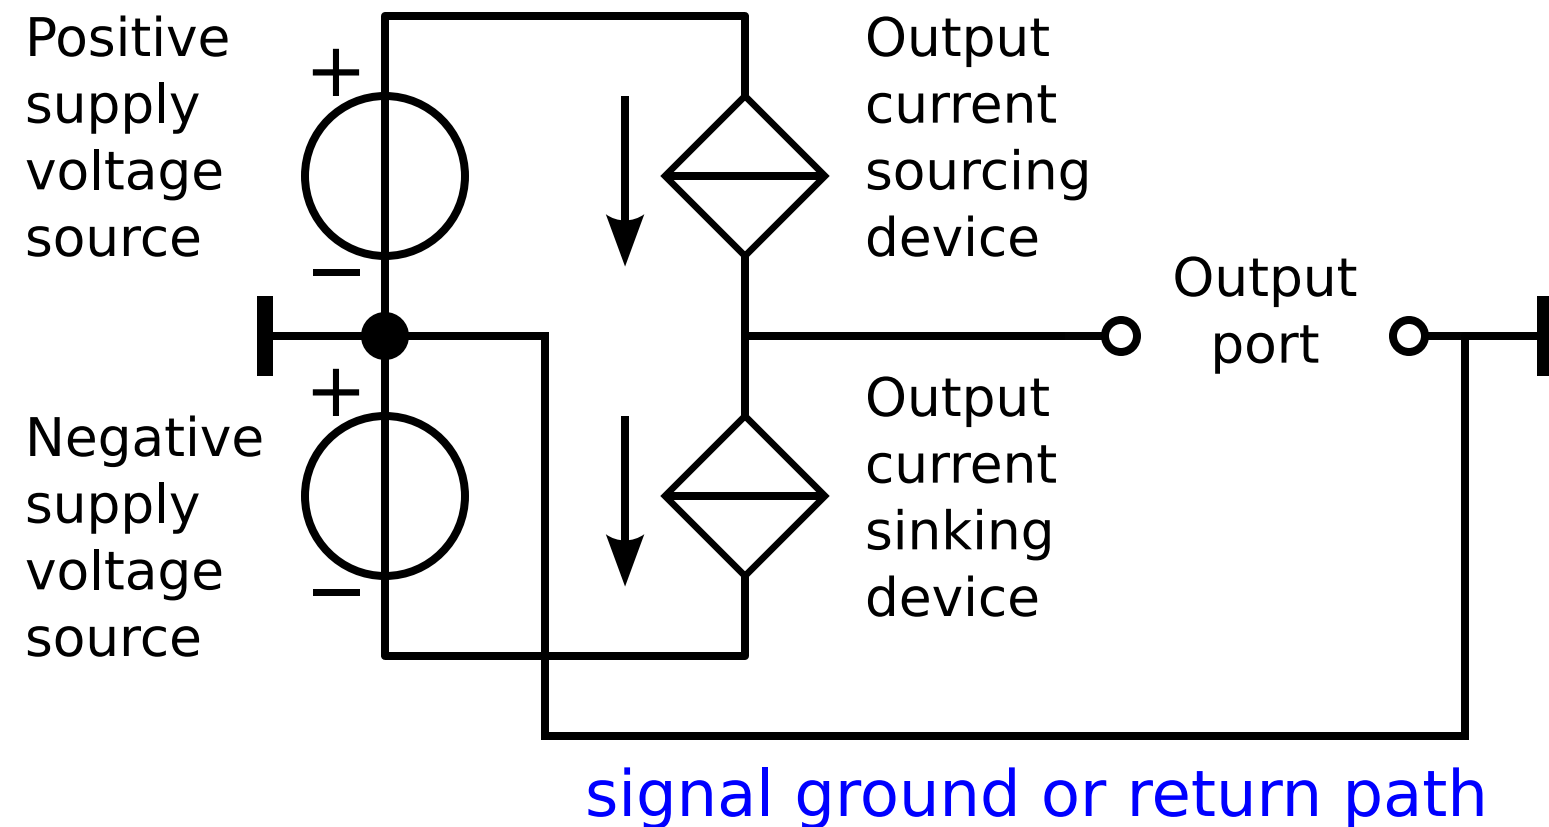 Positive
supply
voltage
source
+
−
Output
current
sourcing
device
Output
port
Negative
supply
voltage
source
+
−
Output
current
sinking
device
signal ground or return path